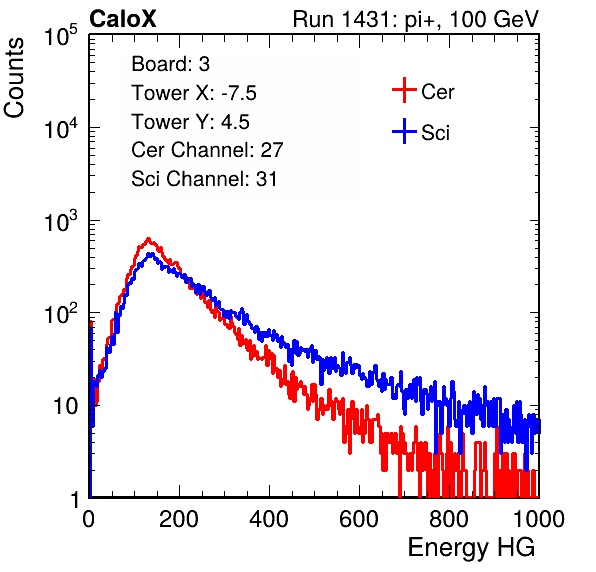 CaloX Run 1431: pi+, 100 GeV
Counts
10^5
10^4
10^3
10^2
10
1
Board: 3
Tower X: -7.5
Tower Y: 4.5
Cer Channel: 27
Sci Channel: 31
Cer
Sci
0 200 400 600 800 1000
Energy HG